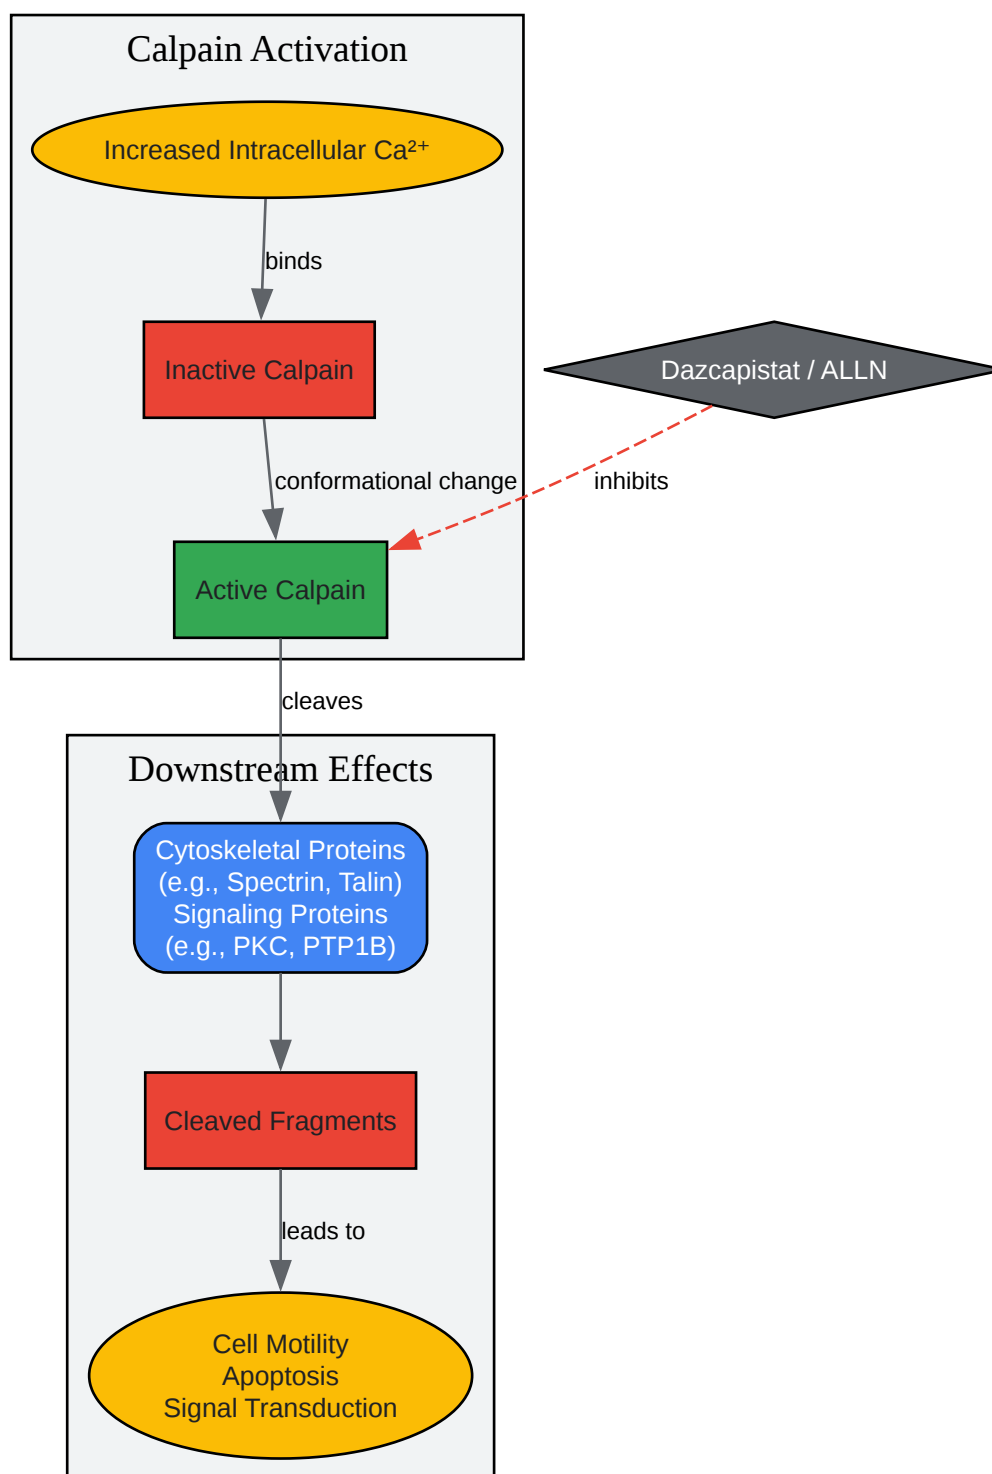 Calpain Activation
Increased Intracellular Ca²⁺
binds
Inactive Calpain
Dazcapistat / ALLN
conformational change
inhibits
Active Calpain
cleaves
Downstream Effects
Cytoskeletal Proteins
(e.g., Spectrin, Talin)
Signaling Proteins
(e.g., PKC, PTP1B)
Cleaved Fragments
leads to
Cell Motility
Apoptosis
Signal Transduction